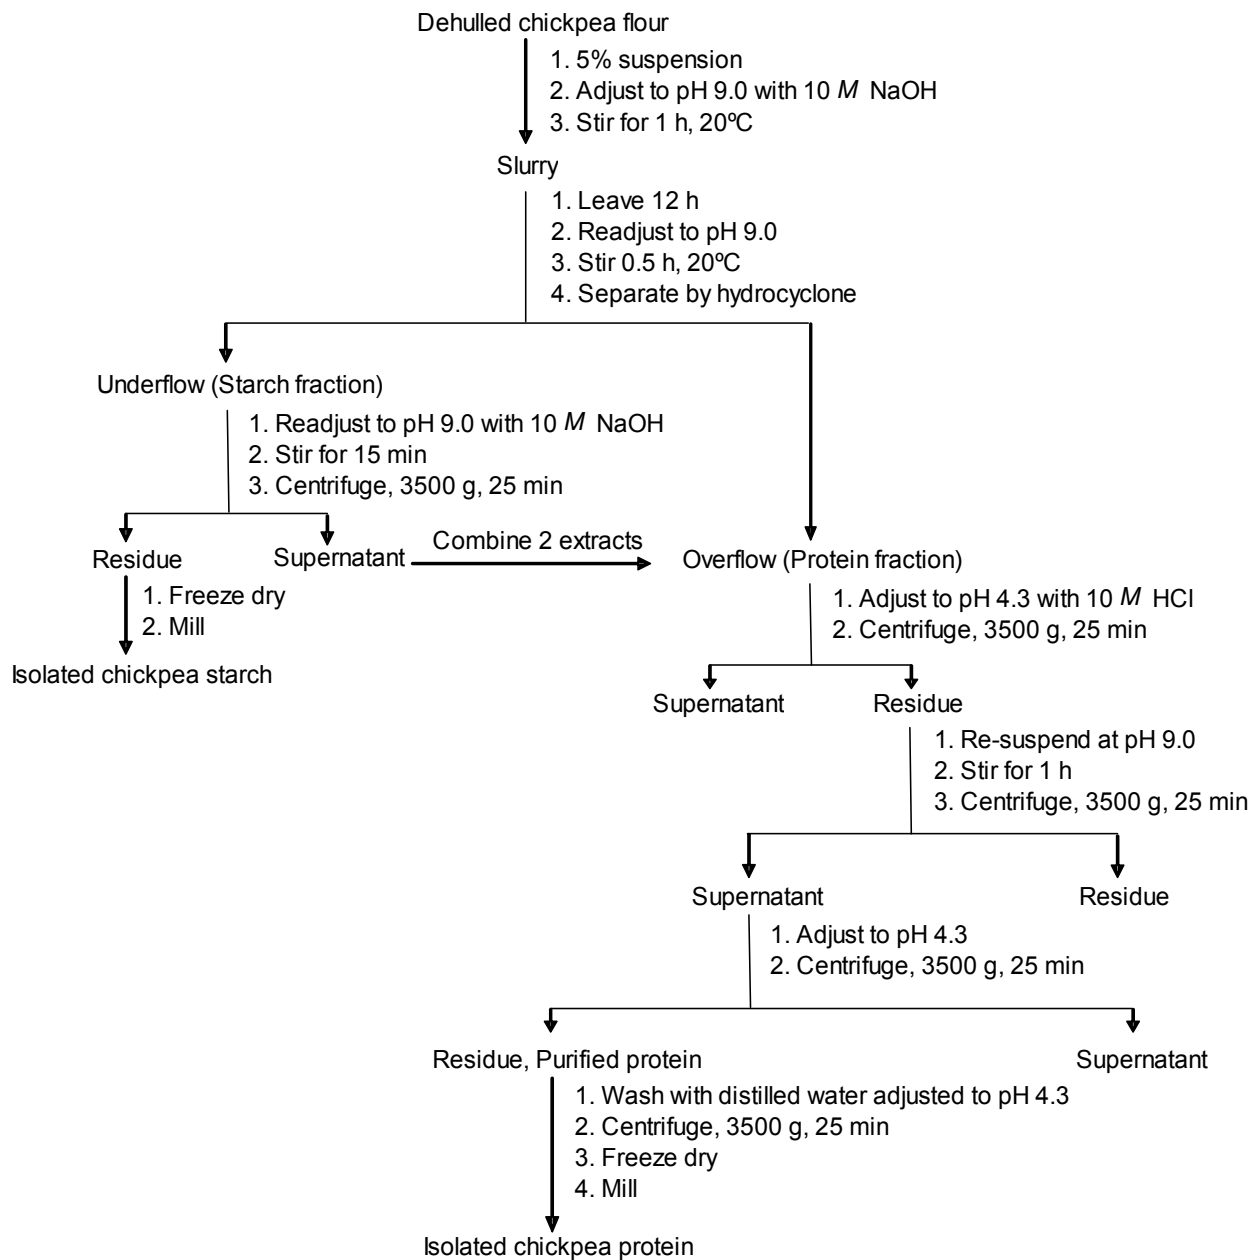 Dehulled chickpea flour
1. 5% suspension
2. Adjust to pH 9.0 with 10 M NaOH
3. Stir for 1 h, 20ºC
Slurry
1. Leave 12 h
2. Readjust to pH 9.0
3. Stir 0.5 h, 20ºC
4. Separate by hydrocyclone
Underflow (Starch fraction)
1. Readjust to pH 9.0 with 10 M NaOH
2. Stir for 15 min
3. Centrifuge, 3500 g, 25 min
Residue
Supernatant
Combine 2 extracts
Overflow (Protein fraction)
1. Freeze dry
2. Mill
Isolated chickpea starch
1. Adjust to pH 4.3 with 10 M HCl
2. Centrifuge, 3500 g, 25 min
Supernatant
Residue
1. Re-suspend at pH 9.0
2. Stir for 1 h
3. Centrifuge, 3500 g, 25 min
Supernatant
Residue
1. Adjust to pH 4.3
2. Centrifuge, 3500 g, 25 min
Residue, Purified protein
Supernatant
1. Wash with distilled water adjusted to pH 4.3
2. Centrifuge, 3500 g, 25 min
3. Freeze dry
4. Mill
Isolated chickpea protein